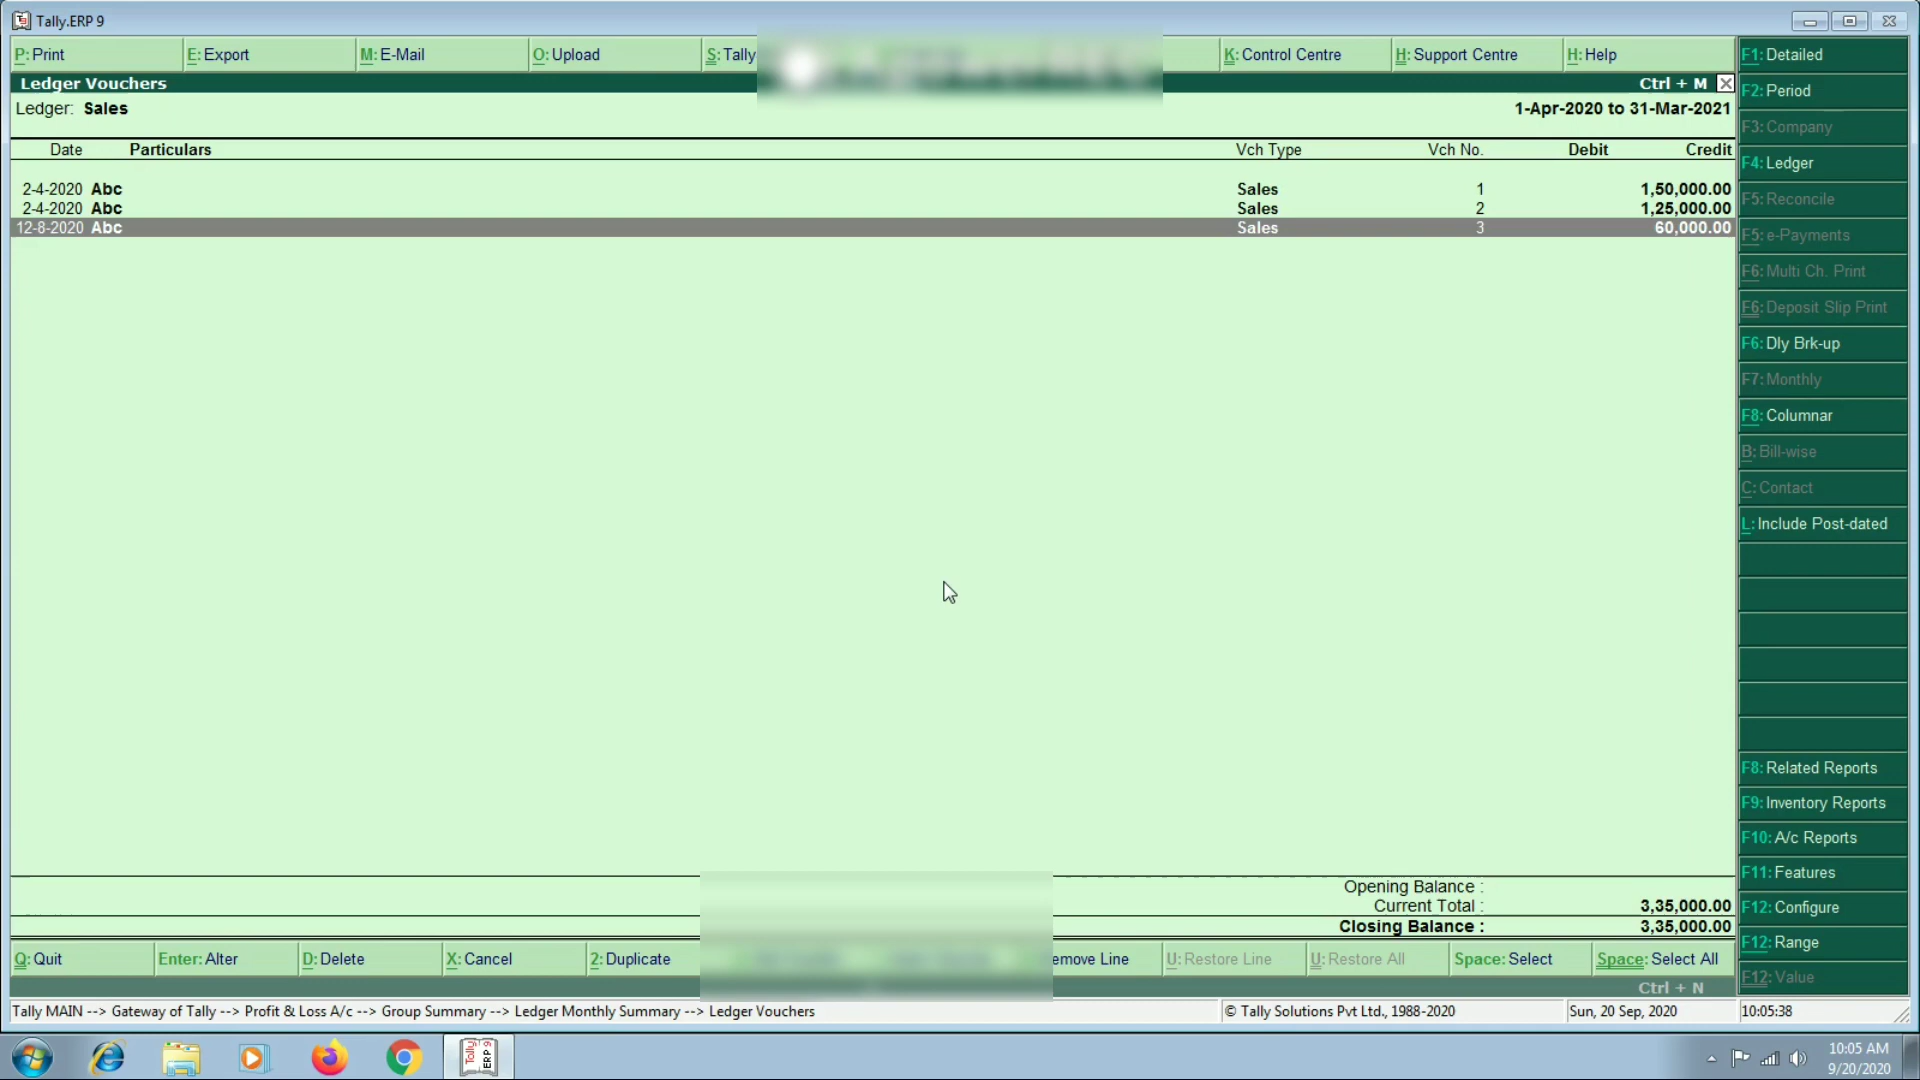 Tally.ERP 9
P: Print E: Export M: E-Mail O: Upload S: Tally K: Control Centre H: Support Centre H: Help
Ledger Vouchers Ctrl + M
Ledger: Sales 1-Apr-2020 to 31-Mar-2021
Date Particulars Vch Type Vch No. Debit Credit
2-4-2020 Abc Sales 1 1,50,000.00
2-4-2020 Abc Sales 2 1,25,000.00
12-8-2020 Abc Sales 3 60,000.00
Opening Balance :
Current Total : 3,35,000.00
Closing Balance : 3,35,000.00
Q: Quit Enter: Alter D: Delete X: Cancel 2: Duplicate emove Line U: Restore Line U: Restore All Space: Select Space: Select All
Ctrl + N
F1: Detailed
F2: Period
F3: Company
F4: Ledger
F5: Reconcile
F5: e-Payments
F6: Multi Ch. Print
F6: Deposit Slip Print
F6: Dly Brk-up
F7: Monthly
F8: Columnar
B: Bill-wise
C: Contact
L: Include Post-dated
F8: Related Reports
F9: Inventory Reports
F10: A/c Reports
F11: Features
F12: Configure
F12: Range
F12: Value
Tally MAIN --> Gateway of Tally --> Profit & Loss A/c --> Group Summary --> Ledger Monthly Summary --> Ledger Vouchers © Tally Solutions Pvt Ltd., 1988-2020 Sun, 20 Sep, 2020 10:05:38
Tally ERP 9
10:05 AM
9/20/2020